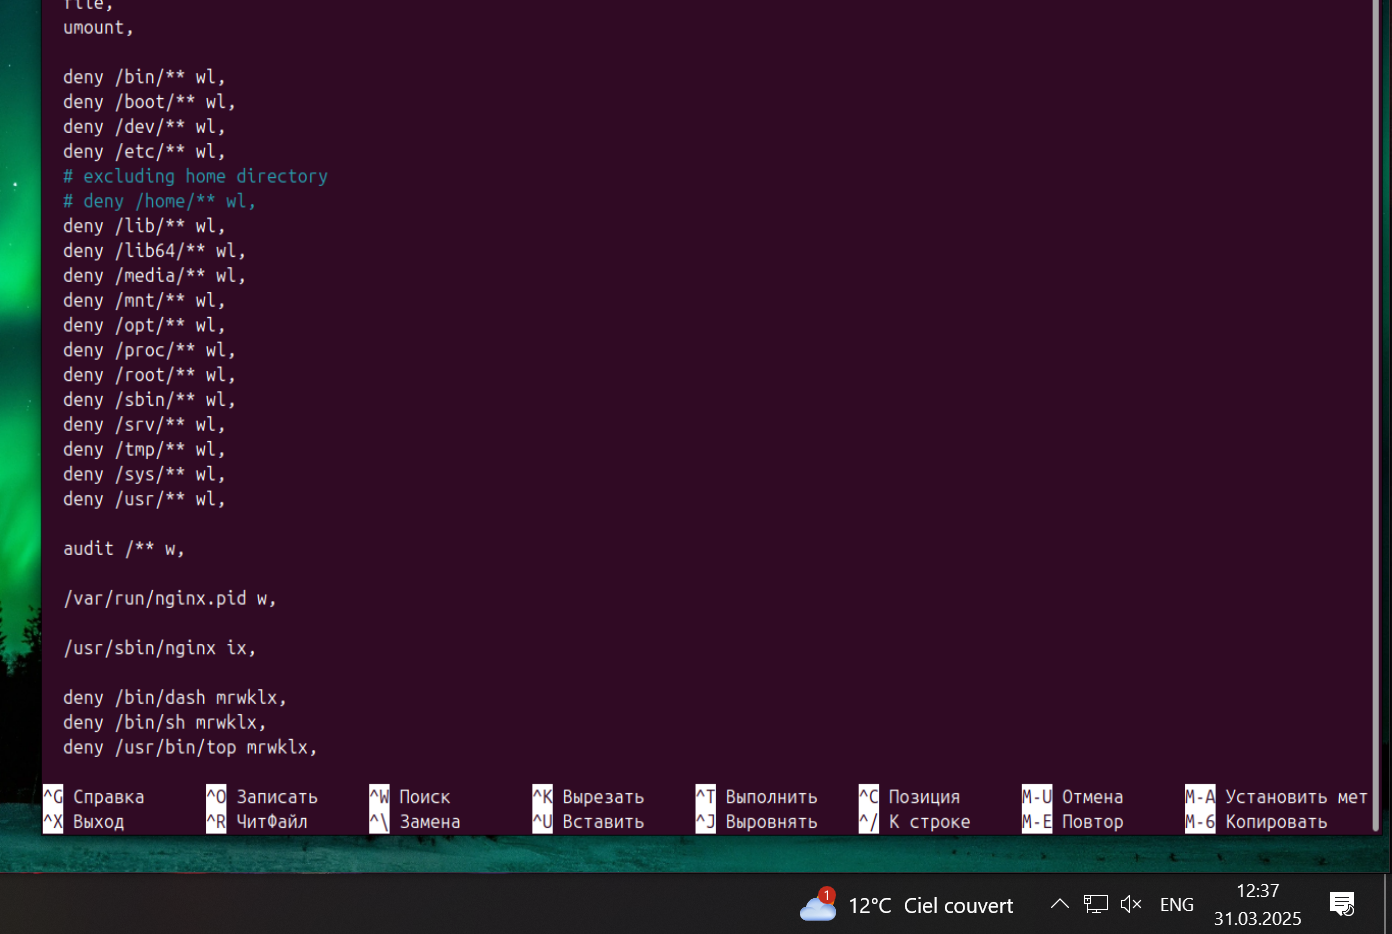 file,
umount,
deny /bin/** wl,
deny /boot/** wl,
deny /dev/** wl,
deny /etc/** wl,
# excluding home directory
# deny /home/** wl,
deny /lib/** wl,
deny /lib64/** wl,
deny /media/** wl,
deny /mnt/** wl,
deny /opt/** wl,
deny /proc/** wl,
deny /root/** wl,
deny /sbin/** wl,
deny /srv/** wl,
deny /tmp/** wl,
deny /sys/** wl,
deny /usr/** wl,
audit /** w,
/var/run/nginx.pid w,
/usr/sbin/nginx ix,
deny /bin/dash mrwklx,
deny /bin/sh mrwklx,
deny /usr/bin/top mrwklx,
^G Справка ^O Записать ^W Поиск ^K Вырезать ^T Выполнить ^C Позиция M-U Отмена M-A Установить мет
^X Выход ^R ЧитФайл ^\ Замена ^U Вставить ^J Выровнять ^/ К строке M-E Повтор M-6 Копировать
1 12°C Ciel couvert ENG 12:37
31.03.2025